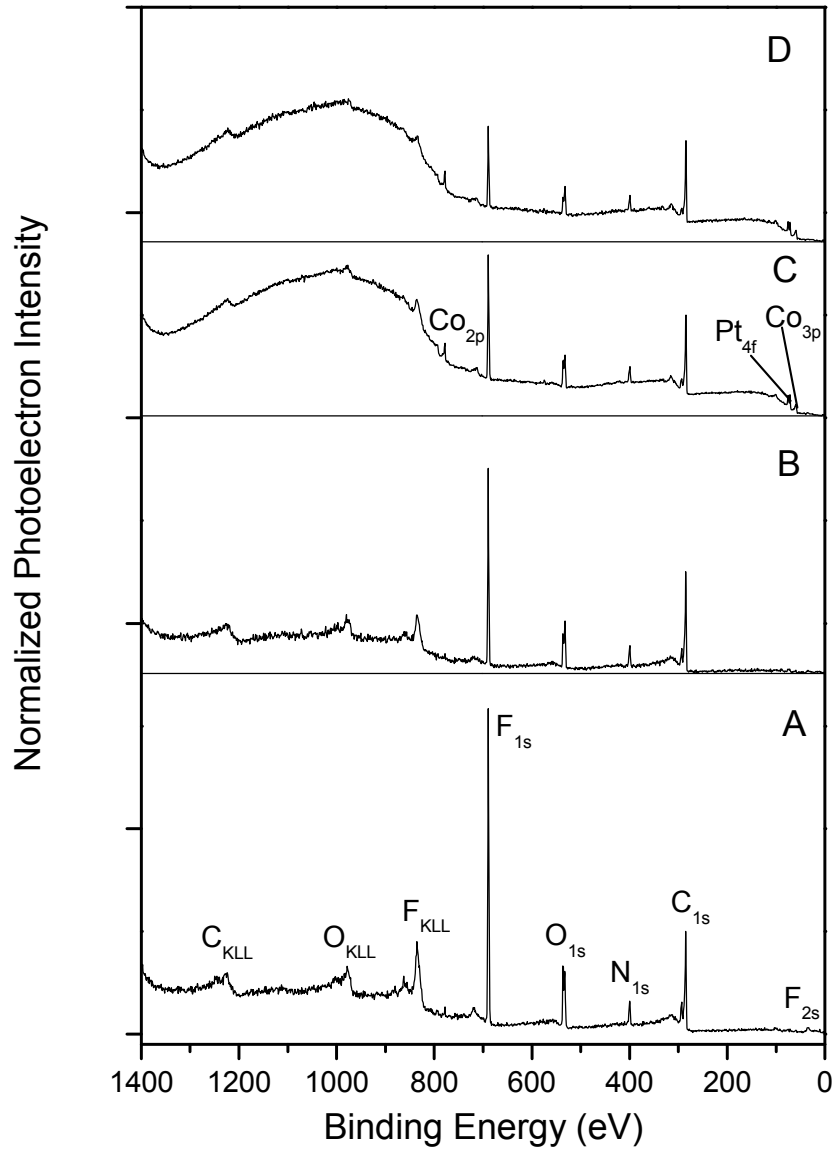 D
C
Co2p
Pt4f
Co3p
B
A
F1s
FKLL
CKLL
OKLL
O1s
N1s
C1s
F2s
1400 1200 1000 800 600 400 200 0
Binding Energy (eV)
Normalized Photoelectron Intensity